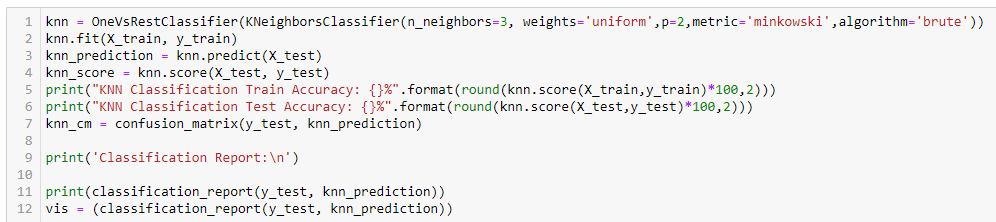 1 knn = OneVsRestClassifier(KNeighborsClassifier(n_neighbors=3, weights='uniform',p=2,metric='minkowski',algorithm='brute'))
2 knn.fit(X_train, y_train)
3 knn_prediction = knn.predict(X_test)
4 knn_score = knn.score(X_test, y_test)
5 print("KNN Classification Train Accuracy: {}%".format(round(knn.score(X_train,y_train)*100,2)))
6 print("KNN Classification Test Accuracy: {}%".format(round(knn.score(X_test,y_test)*100,2)))
7 knn_cm = confusion_matrix(y_test, knn_prediction)
8
9 print('Classification Report:\n')
10
11 print(classification_report(y_test, knn_prediction))
12 vis = (classification_report(y_test, knn_prediction))